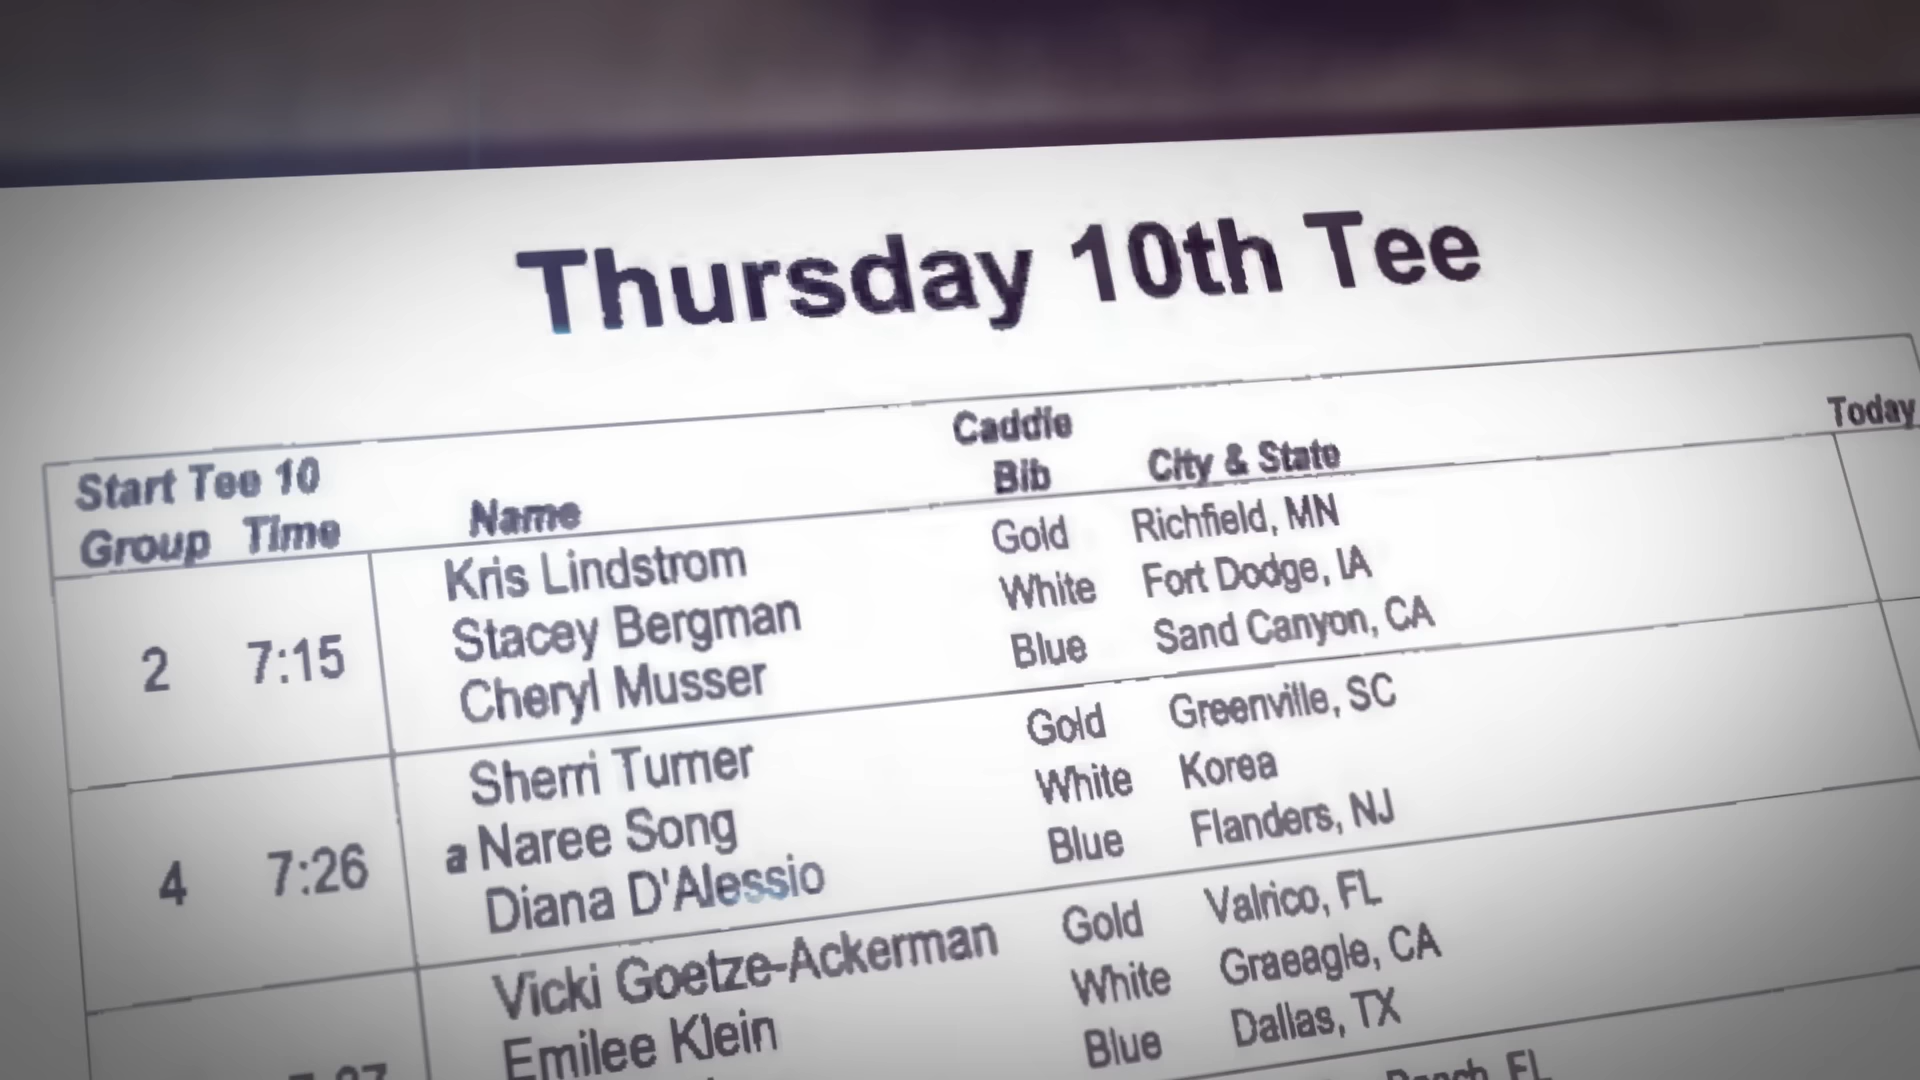 Thursday 10th Tee
Start Tee 10 Caddie
Group Time Name Bib City & State Today
Kris Lindstrom Gold Richfield, MN
2 7:15 Stacey Bergman White Fort Dodge, IA
Cheryl Musser Blue Sand Canyon, CA
Sherri Turner Gold Greenville, SC
4 7:26 a Naree Song White Korea
Diana D'Alessio Blue Flanders, NJ
Vicki Goetze-Ackerman Gold Valrico, FL
Emilee Klein White Graeagle, CA
Blue Dallas, TX
FL